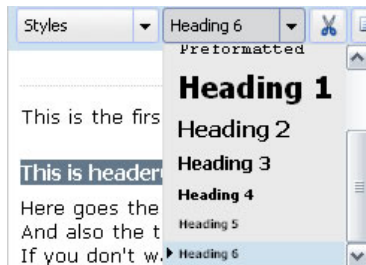 Styles Heading 6
Preformatted
Heading 1
This is the firs
Heading 2
Heading 3
This is header
Heading 4
Here goes the
Heading 5
And also the t
If you don't w
Heading 6